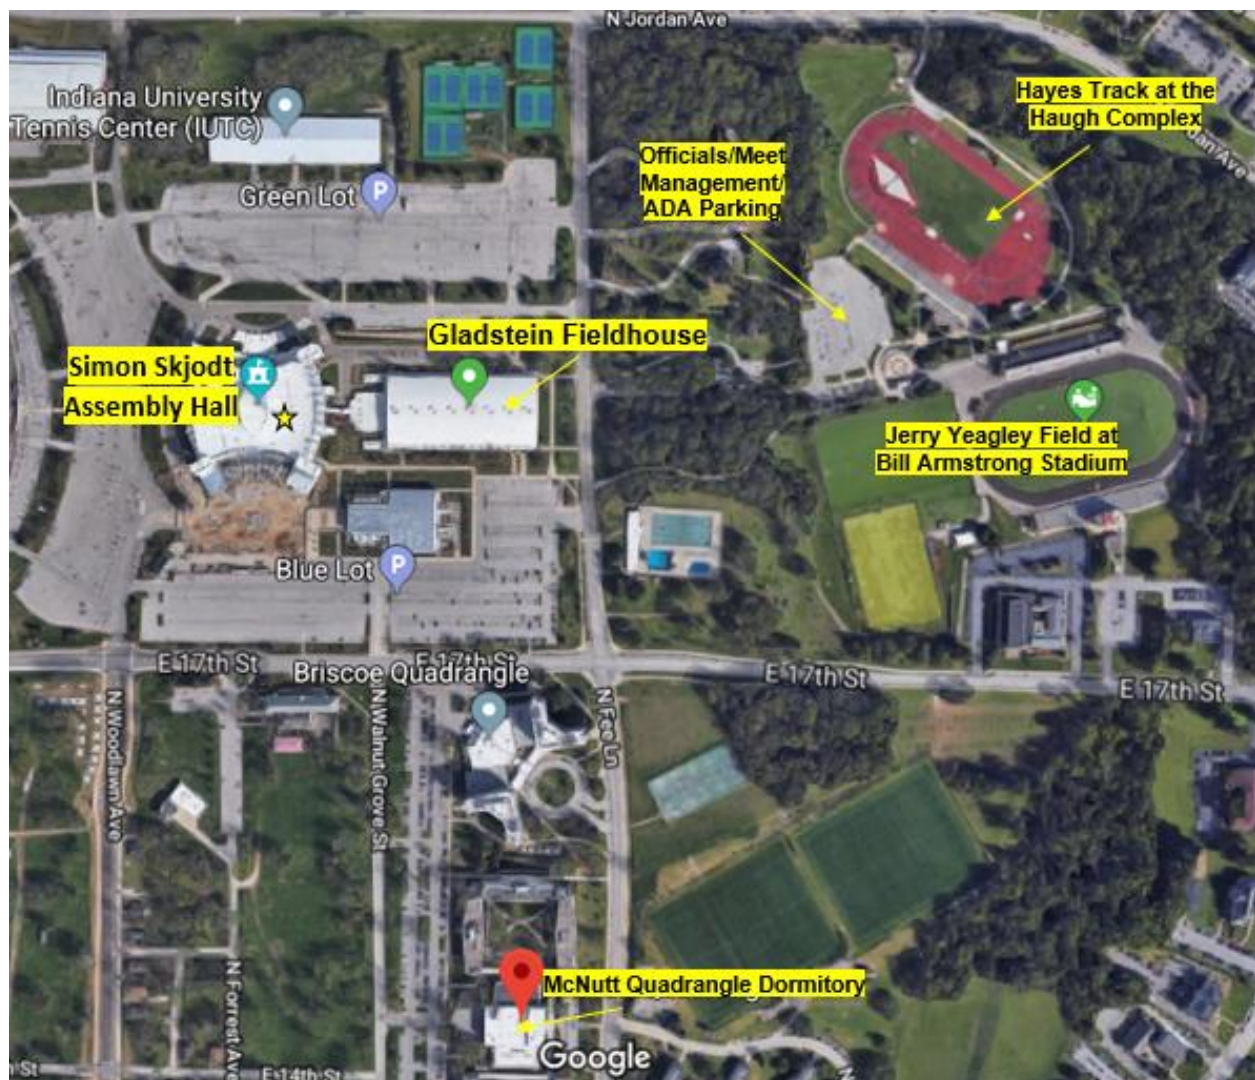 N Jordan Ave
Hayes Track at the
Haugh Complex
Indiana University
Tennis Center (IUTC)
Officials/Meet
Management/
ADA Parking
Green Lot
P
Gladstein Fieldhouse
Simon Skjodt
Assembly Hall
Jerry Yeagley Field at
Bill Armstrong Stadium
Blue Lot
P
E 17th St
E 17th St
E 17th St
E 17th St
Briscoe Quadrangle
N Woodlawn Ave
N Walnut Grove St
N Fee Ln
N Forrest Ave
McNutt Quadrangle Dormitory
Google
E 14th St
St
N